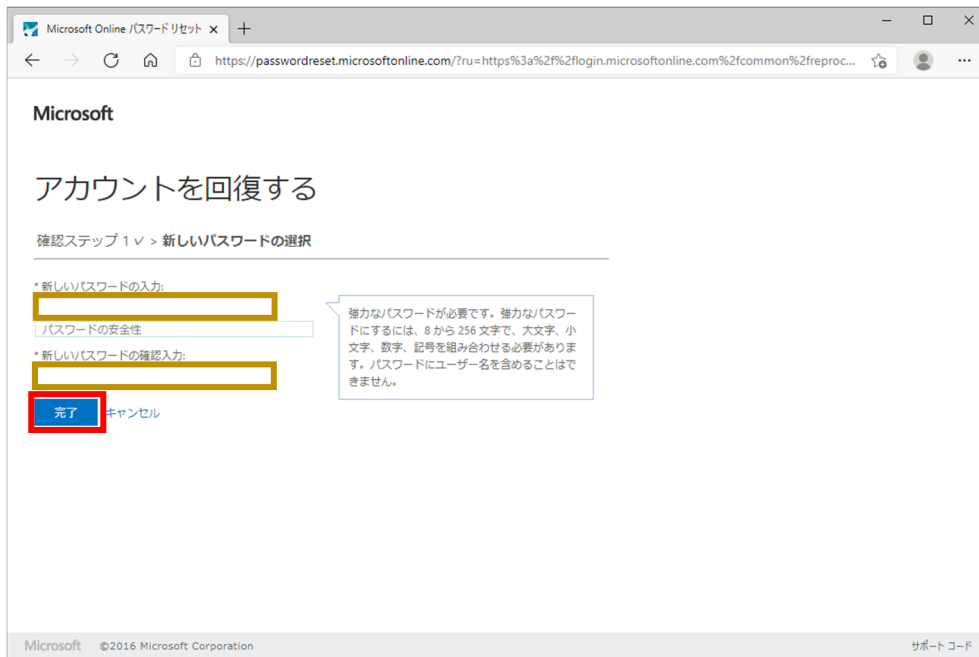 Microsoft Online パスワード リセット
https://passwordreset.microsoftonline.com/?ru=https%3a%2f%2flogin.microsoftonline.com%2fcommon%2freproc...
Microsoft
アカウントを回復する
確認ステップ 1 ✓ > 新しいパスワードの選択
* 新しいパスワードの入力:
パスワードの安全性
* 新しいパスワードの確認入力:
完了 キャンセル
強力なパスワードが必要です。強力なパスワー
ドにするには、8 から 256 文字で、大文字、小
文字、数字、記号を組み合わせる必要がありま
す。パスワードにユーザー名を含めることはで
きません。
Microsoft ©2016 Microsoft Corporation サポート コード